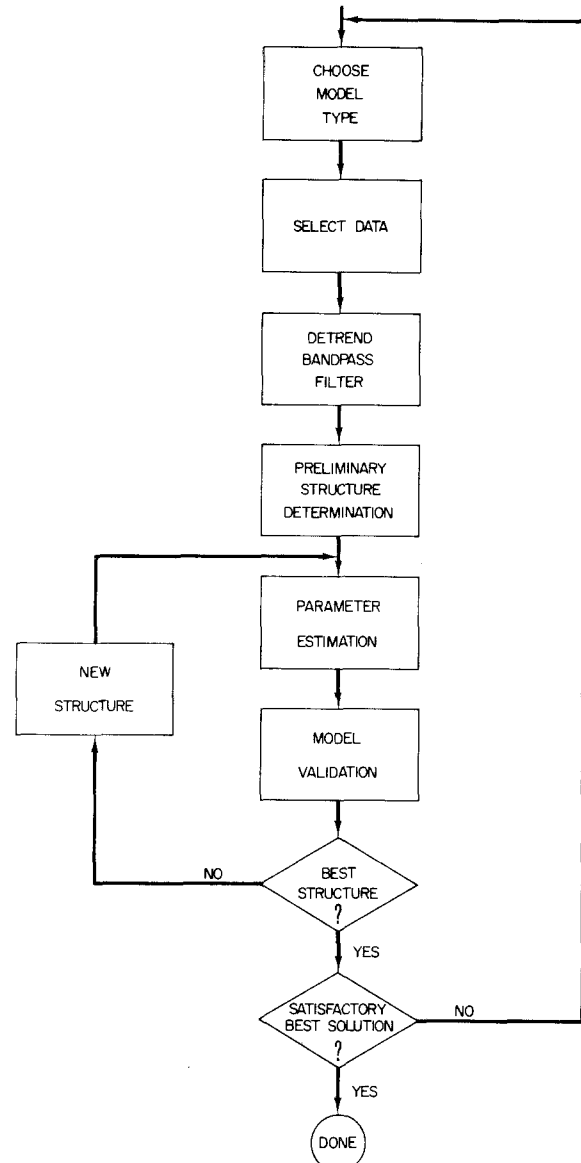 CHOOSE
MODEL
TYPE
SELECT DATA
DETREND
BANDPASS
FILTER
PRELIMINARY
STRUCTURE
DETERMINATION
PARAMETER
ESTIMATION
NEW
STRUCTURE
MODEL
VALIDATION
NO
BEST
STRUCTURE
?
YES
SATISFACTORY
BEST SOLUTION
?
NO
YES
DONE